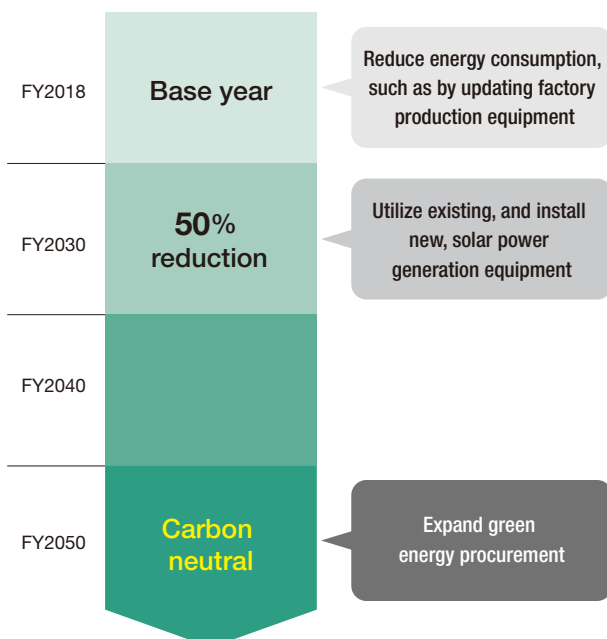 FY2018
Base year
Reduce energy consumption,
such as by updating factory
production equipment
FY2030
50%
reduction
Utilize existing, and install
new, solar power
generation equipment
FY2040
FY2050
Carbon
neutral
Expand green
energy procurement